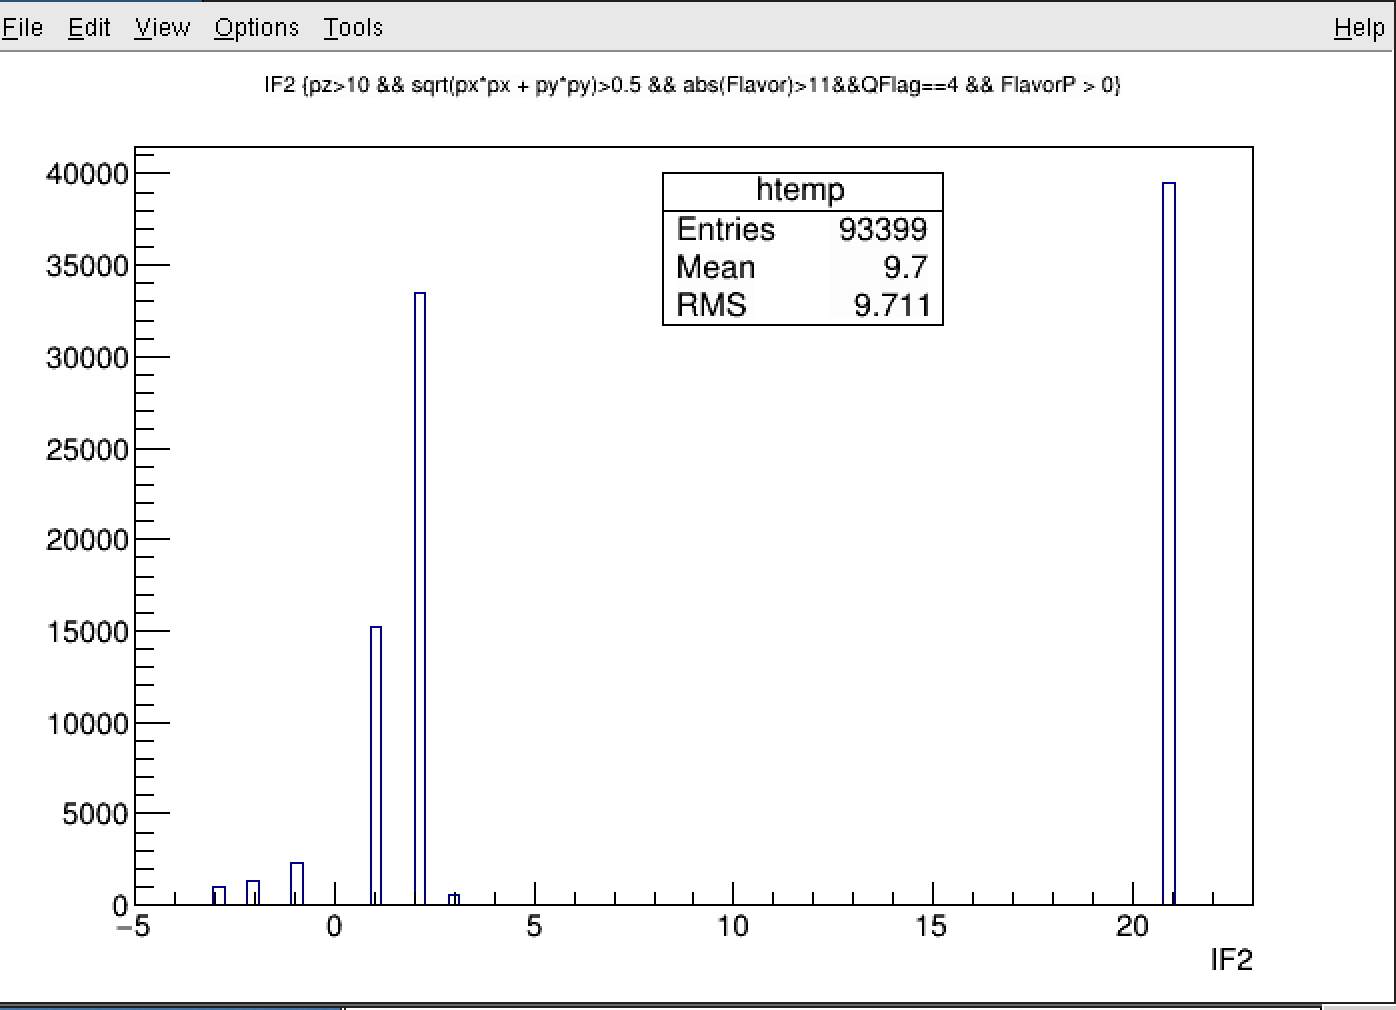 File Edit View Options Tools Help
IF2 {pz>10 && sqrt(px*px + py*py)>0.5 && abs(Flavor)>11&&QFlag==4 && FlavorP > 0}
htemp
Entries 93399
Mean 9.7
RMS 9.711
40000
35000
30000
25000
20000
15000
10000
5000
0
−5 0 5 10 15 20
IF2